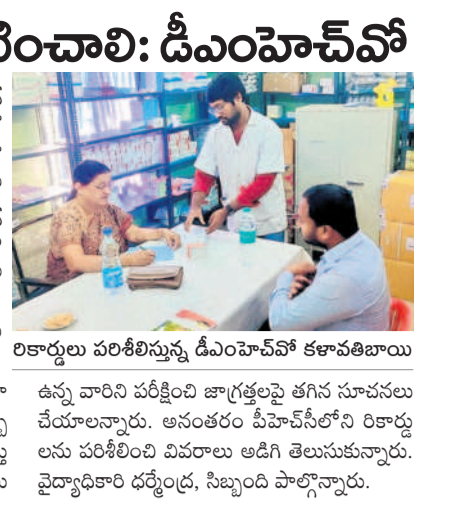 డీఎంహెచ్‌వో
రికార్డులు పరిశీలిస్తున్న డీఎంహెచ్‌వో కళావతిబాయి
ఉన్న వారిని పరీక్షించి జాగ్రత్తలపై తగిన సూచనలు
చేయాలన్నారు. అనంతరం పీహెచ్‌సీలోని రికార్డు
లను పరిశీలించి వివరాలు అడిగి తెలుసుకున్నారు.
వైద్యాధికారి ధర్మేంద్ర, సిబ్బంది పాల్గొన్నారు.